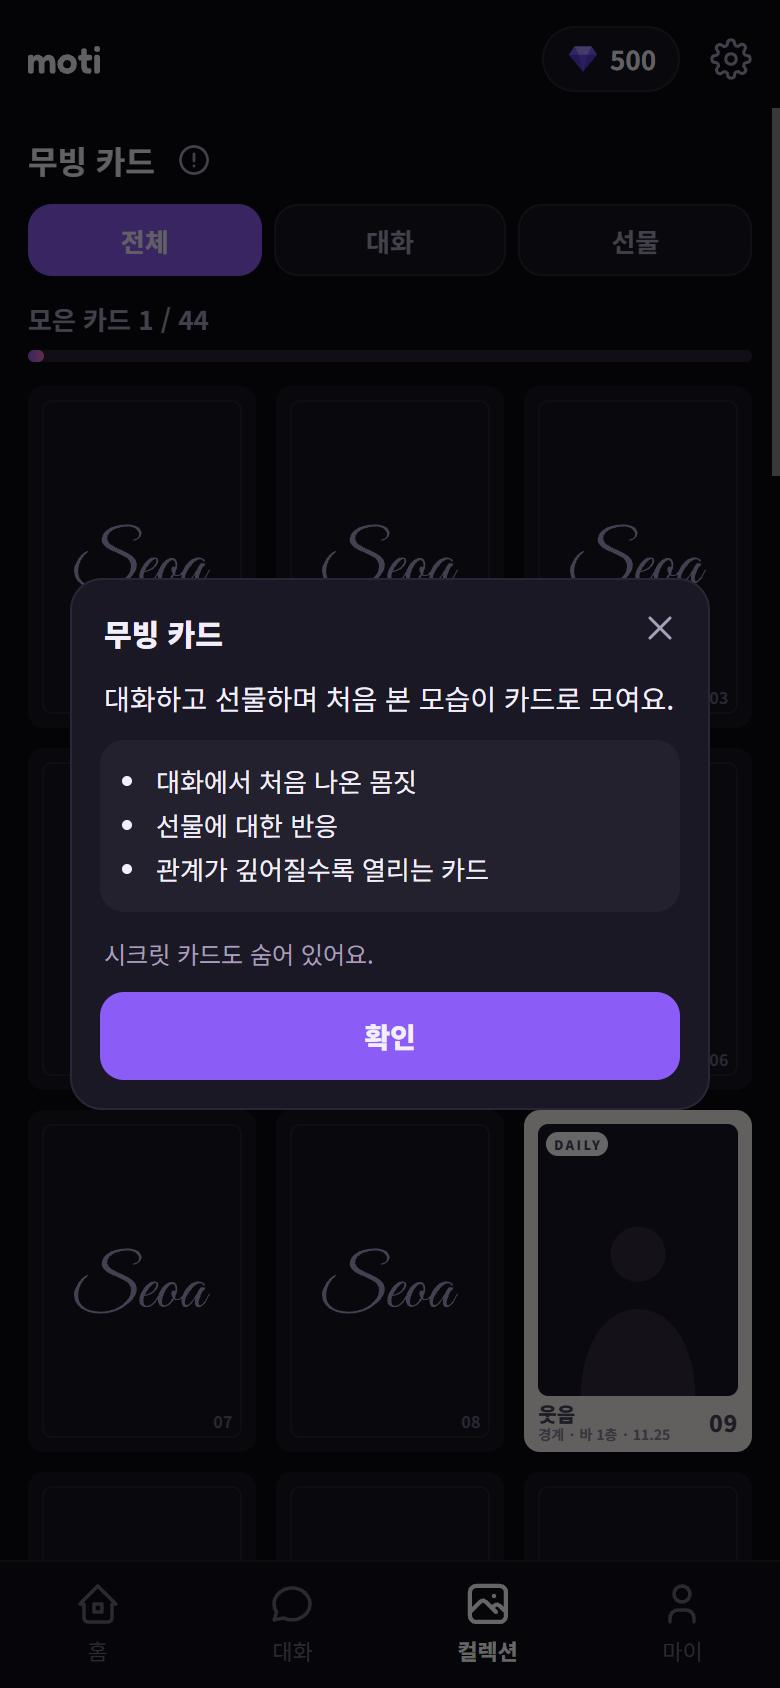 moti
500
무빙 카드
전체
대화
선물
모은 카드 1 / 44
Seoa
Seoa
Seoa
03
무빙 카드
대화하고 선물하며 처음 본 모습이 카드로 모여요.
• 대화에서 처음 나온 몸짓
• 선물에 대한 반응
• 관계가 깊어질수록 열리는 카드
시크릿 카드도 숨어 있어요.
확인
06
Seoa
07
Seoa
08
DAILY
웃음
경계 · 바 1층 · 11.25
09
홈
대화
컬렉션
마이